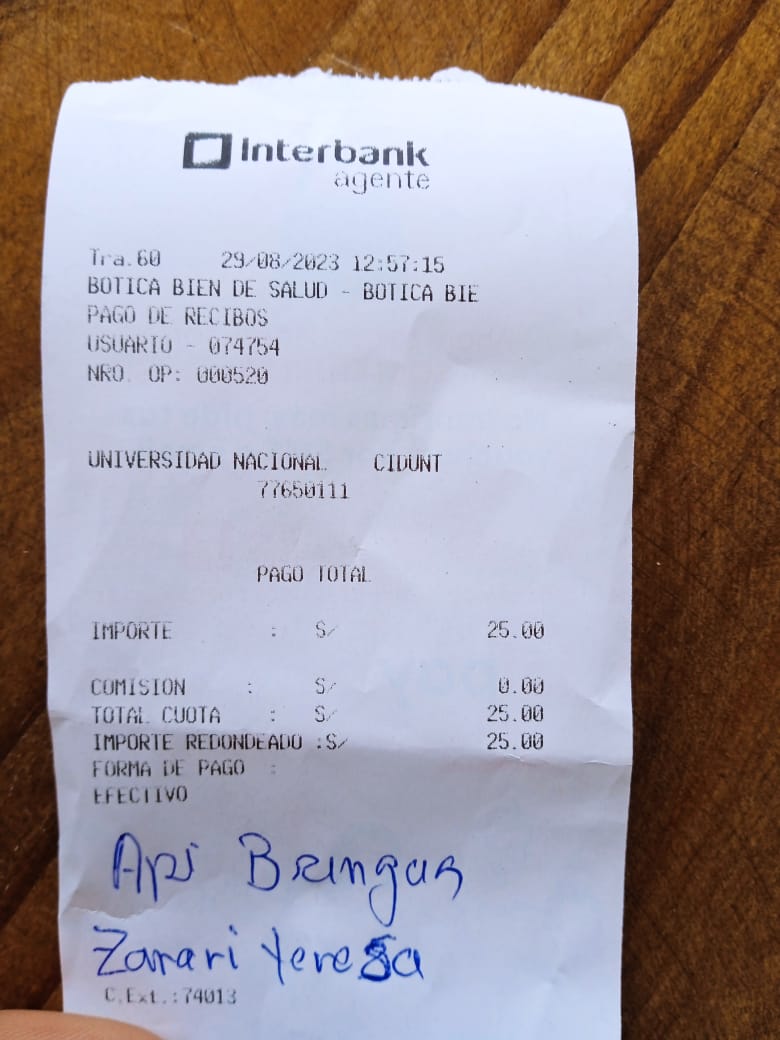 Interbank
agente
Tra.60 29/08/2023 12:57:15
BOTICA BIEN DE SALUD - BOTICA BIE
PAGO DE RECIBOS
USUARIO - 074754
NRO. OP: 000520
UNIVERSIDAD NACIONAL CIDUNT
77650111
PAGO TOTAL
IMPORTE : S/ 25.00
COMISION : S/ 0.00
TOTAL CUOTA : S/ 25.00
IMPORTE REDONDEADO :S/ 25.00
FORMA DE PAGO :
EFECTIVO
Api Bringas
Zarari Yeresa
C.Ext.:74013